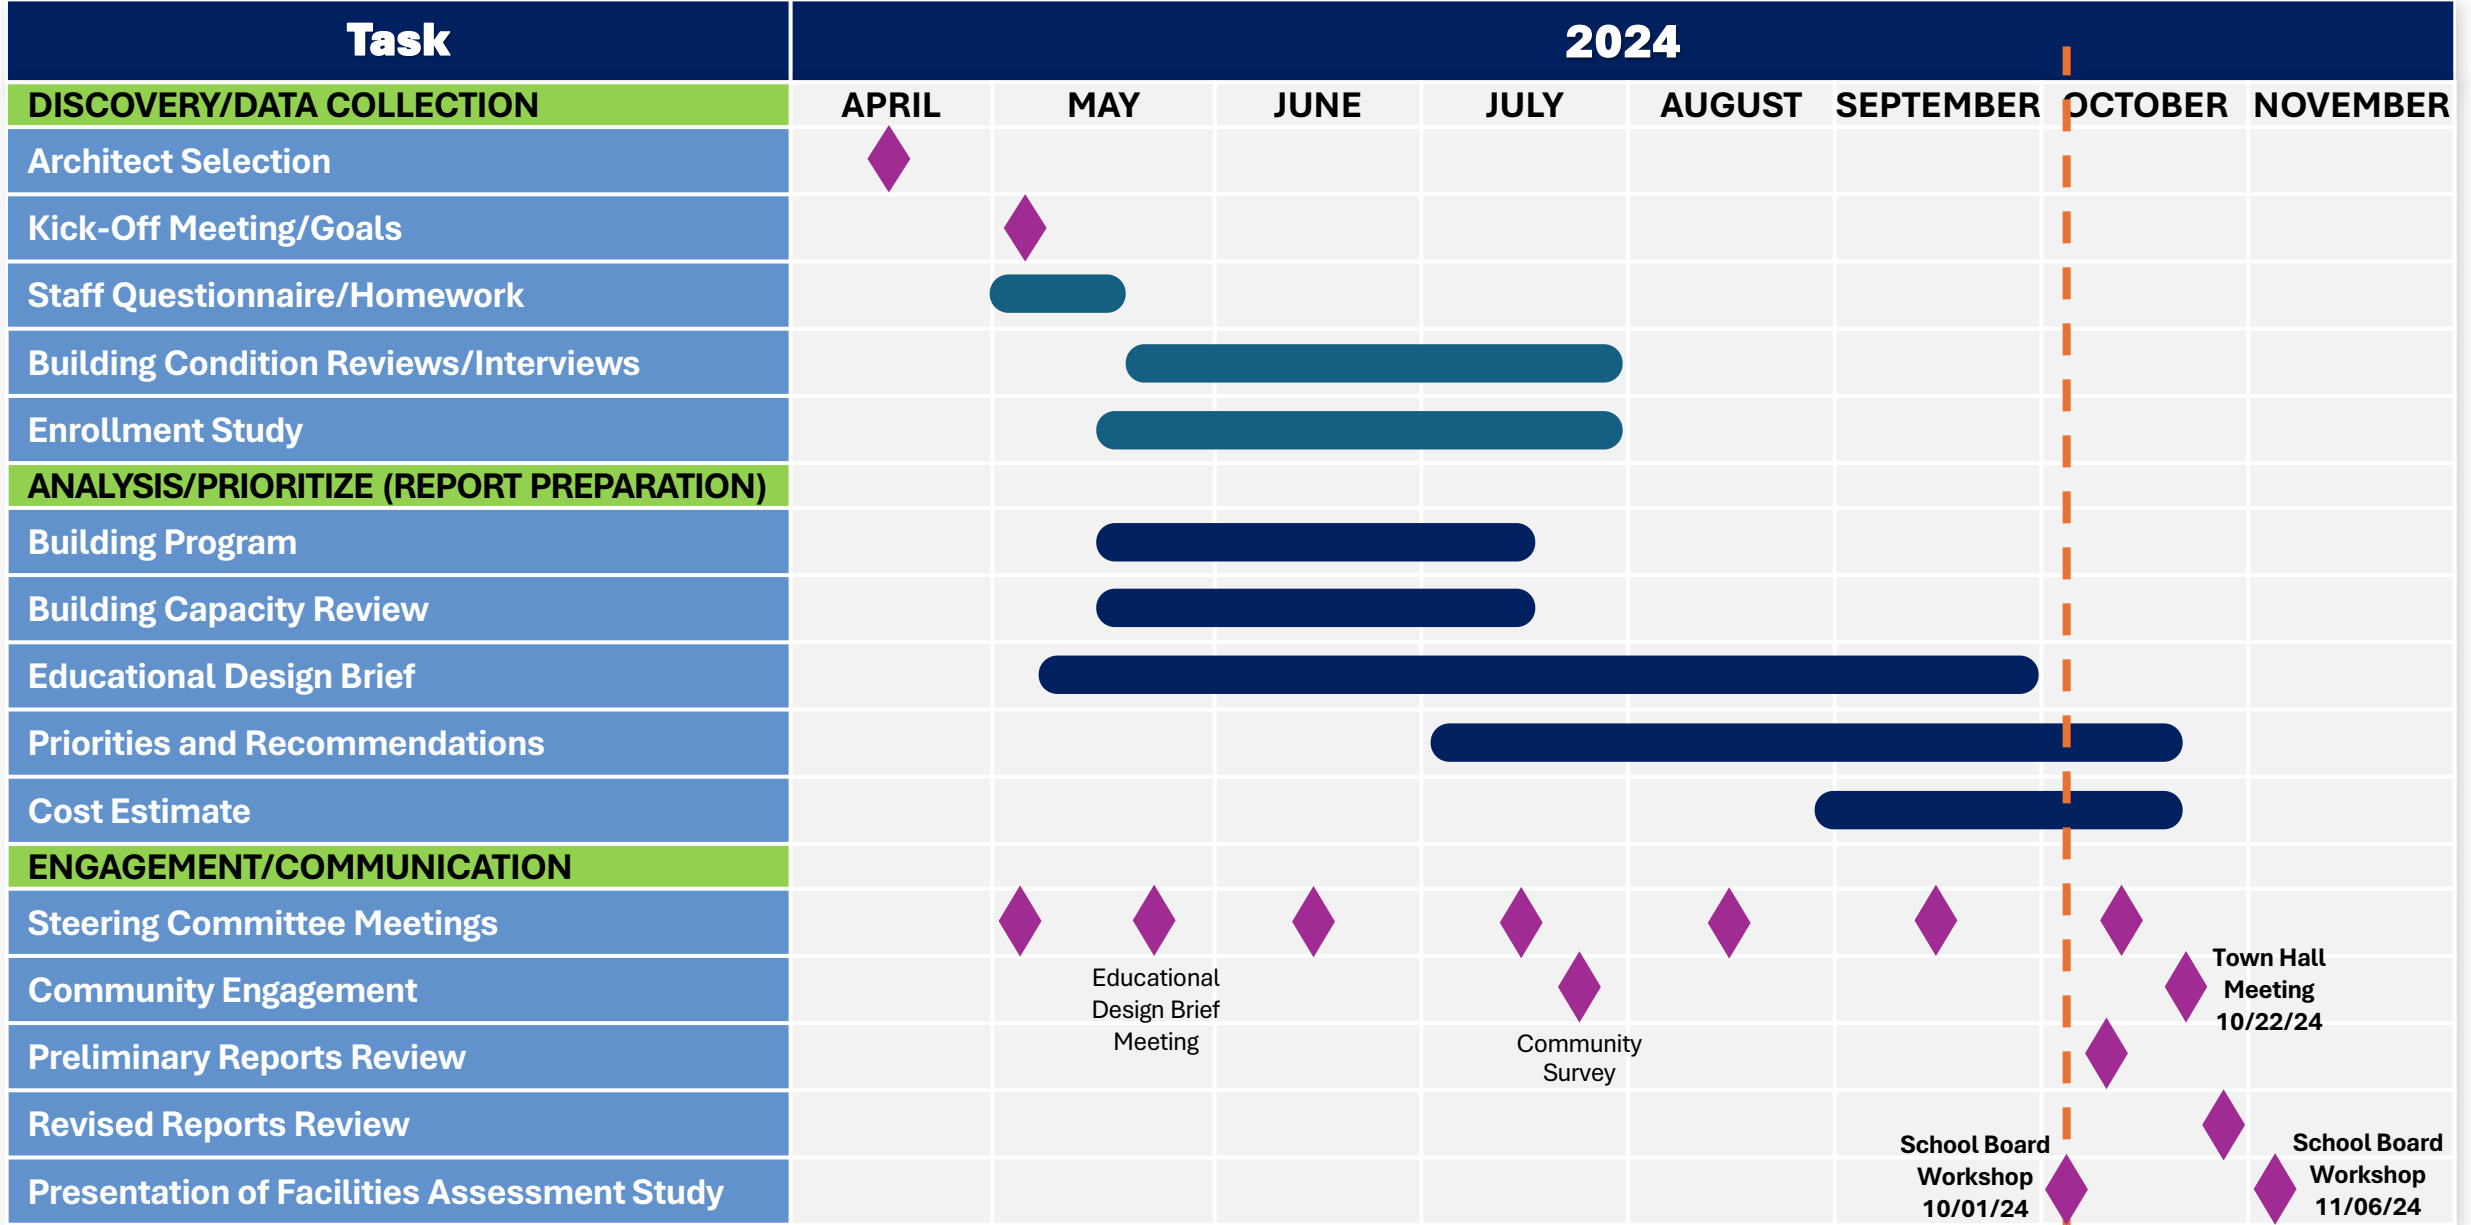 Task
2024
DISCOVERY/DATA COLLECTION
APRIL
MAY
JUNE
JULY
AUGUST
SEPTEMBER
OCTOBER
NOVEMBER
Architect Selection
Kick-Off Meeting/Goals
Staff Questionnaire/Homework
Building Condition Reviews/Interviews
Enrollment Study
ANALYSIS/PRIORITIZE (REPORT PREPARATION)
Building Program
Building Capacity Review
Educational Design Brief
Priorities and Recommendations
Cost Estimate
ENGAGEMENT/COMMUNICATION
Steering Committee Meetings
Community Engagement
Educational
Design Brief
Meeting
Community
Survey
Town Hall
Meeting
10/22/24
Preliminary Reports Review
Revised Reports Review
Presentation of Facilities Assessment Study
School Board
Workshop
10/01/24
School Board
Workshop
11/06/24